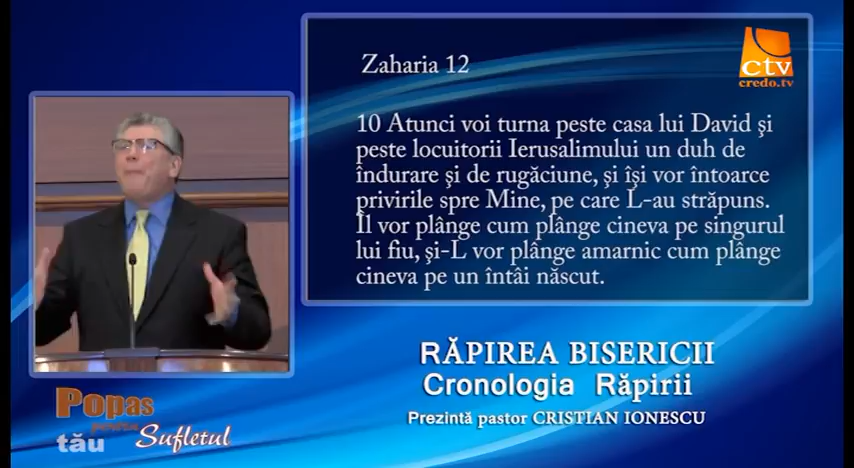 Zaharia 12
ctv
credo.tv
10 Atunci voi turna peste casa lui David şi
peste locuitorii Ierusalimului un duh de
îndurare şi de rugăciune, şi îşi vor întoarce
privirile spre Mine, pe care L-au străpuns.
Îl vor plânge cum plânge cineva pe singurul
lui fiu, şi-L vor plânge amarnic cum plânge
cineva pe un întâi născut.
RĂPIREA BISERICII
Cronologia Răpirii
Prezintă pastor CRISTIAN IONESCU
Popas
pentru
Sufletul
tău